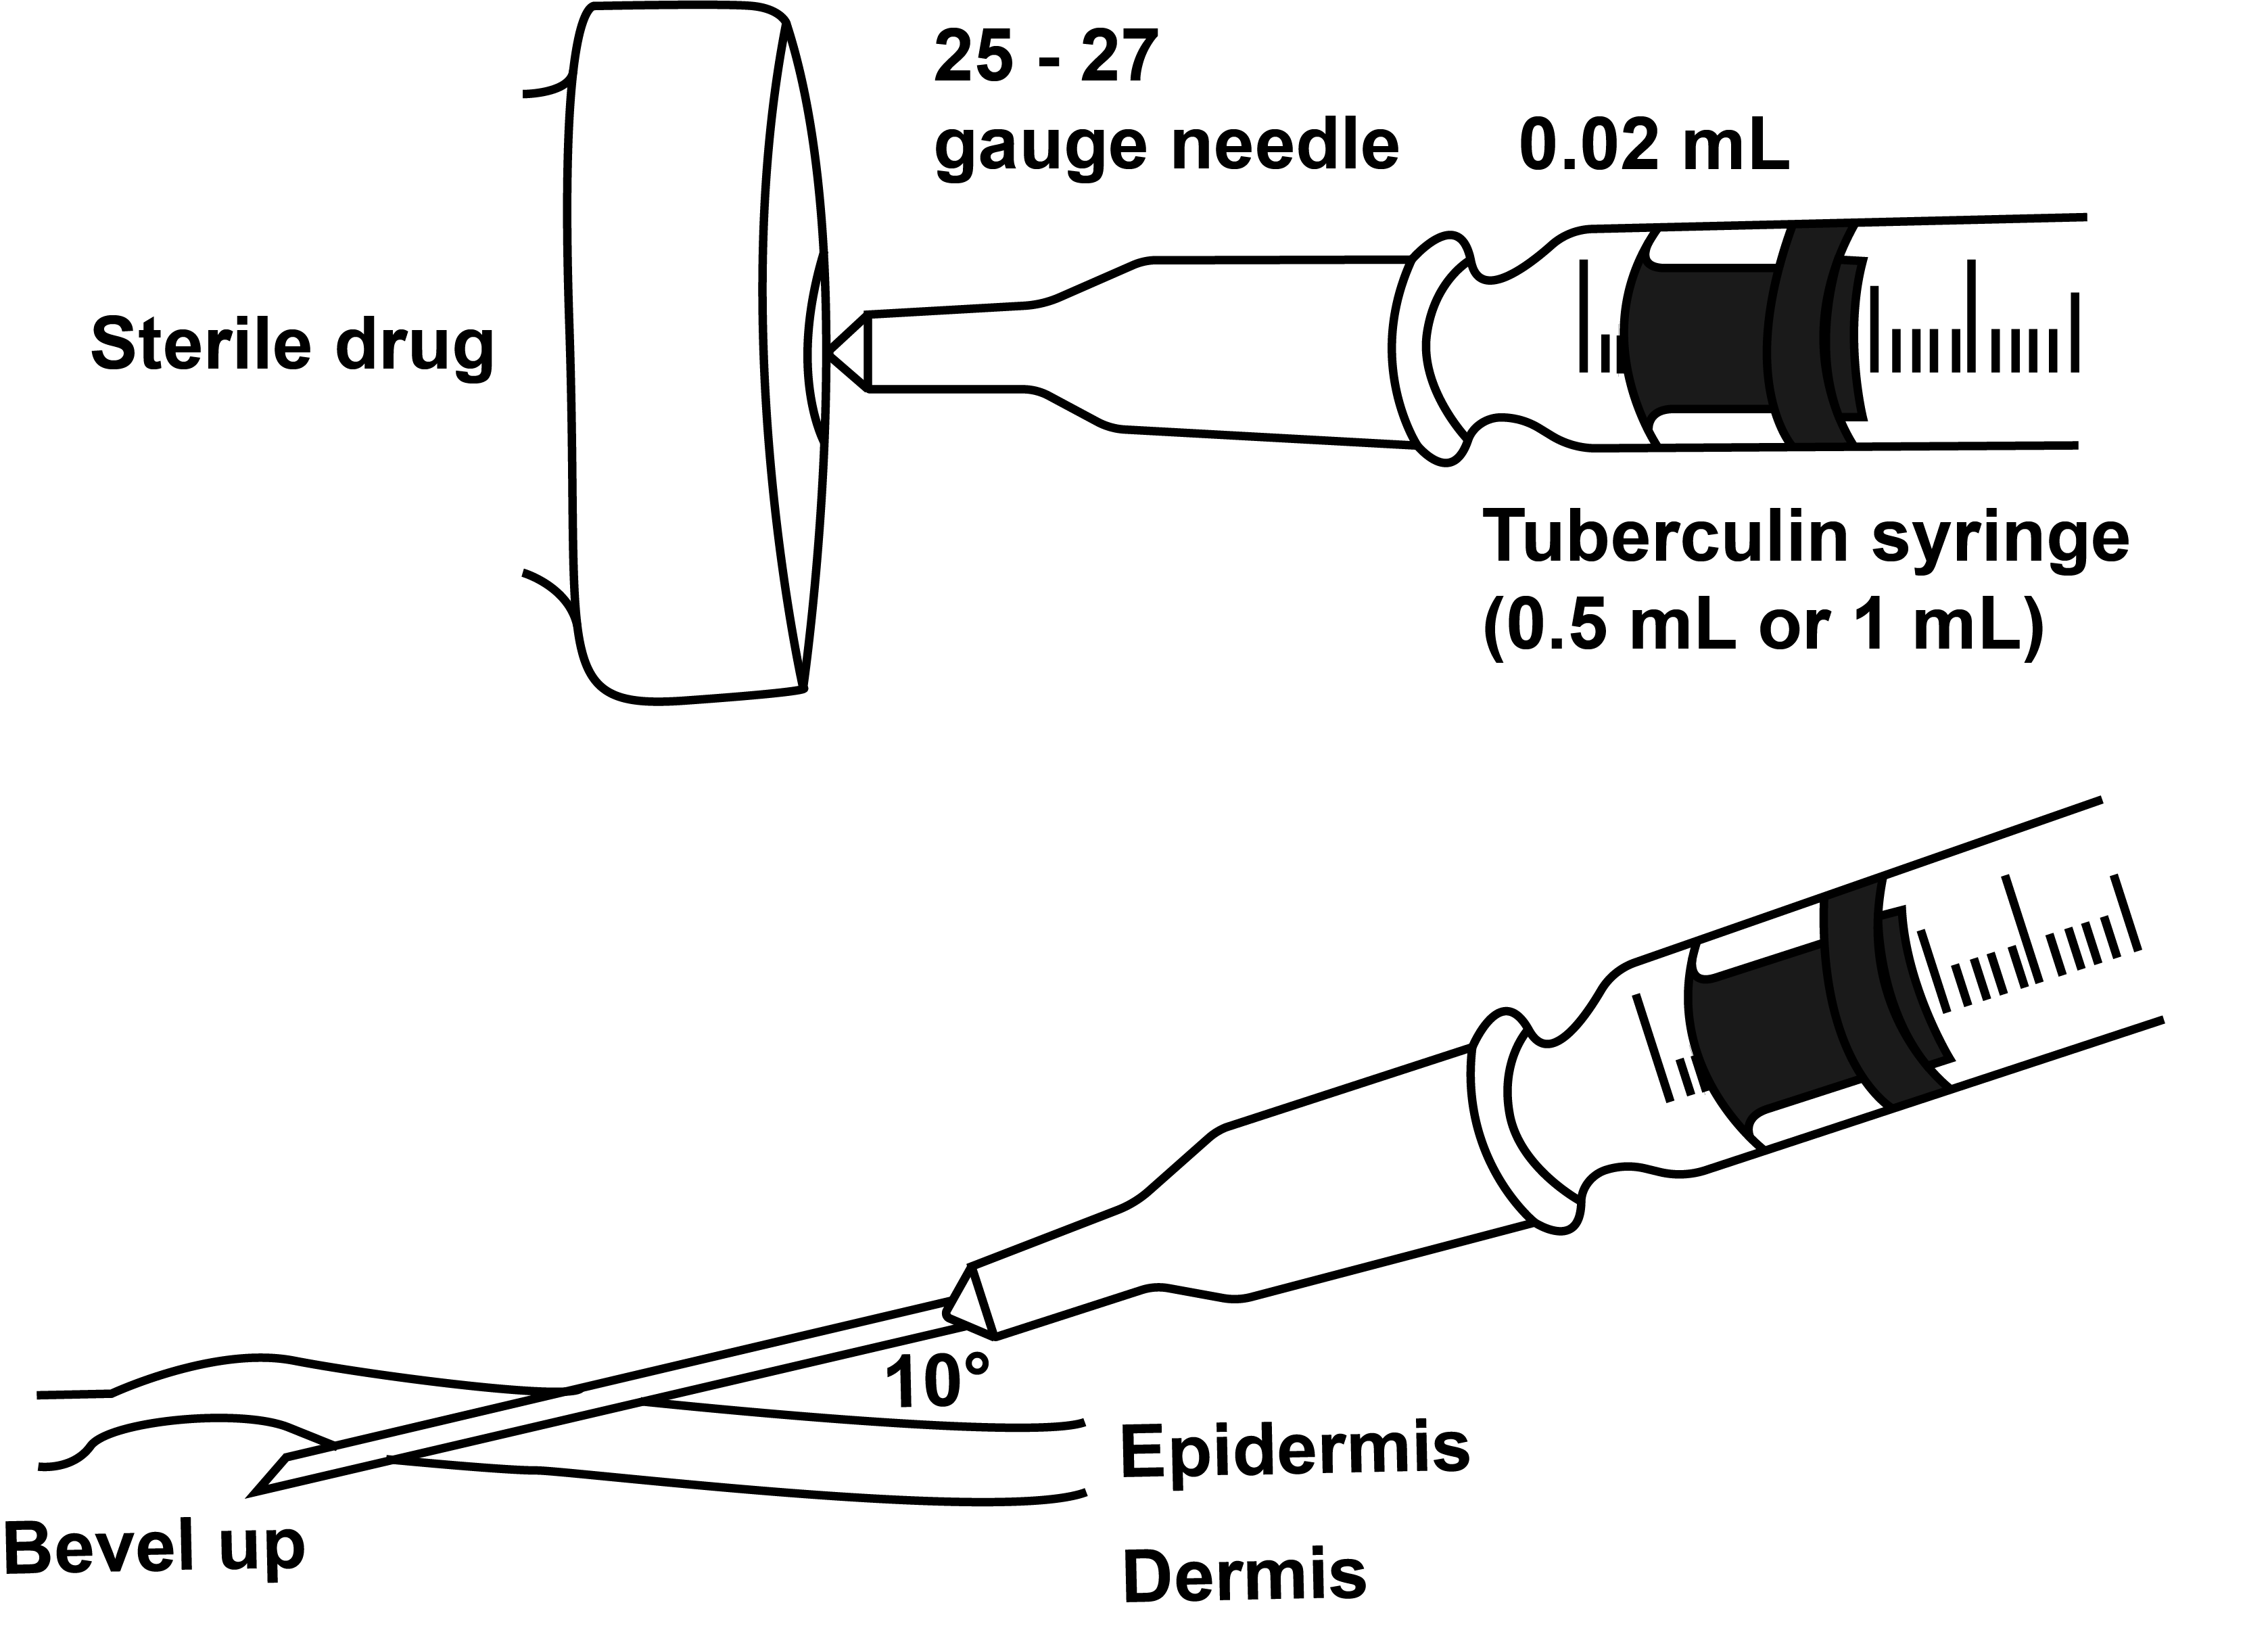 25 - 27
gauge needle
0.02 mL
Sterile drug
Tuberculin syringe
(0.5 mL or 1 mL)
10°
Epidermis
Bevel up
Dermis